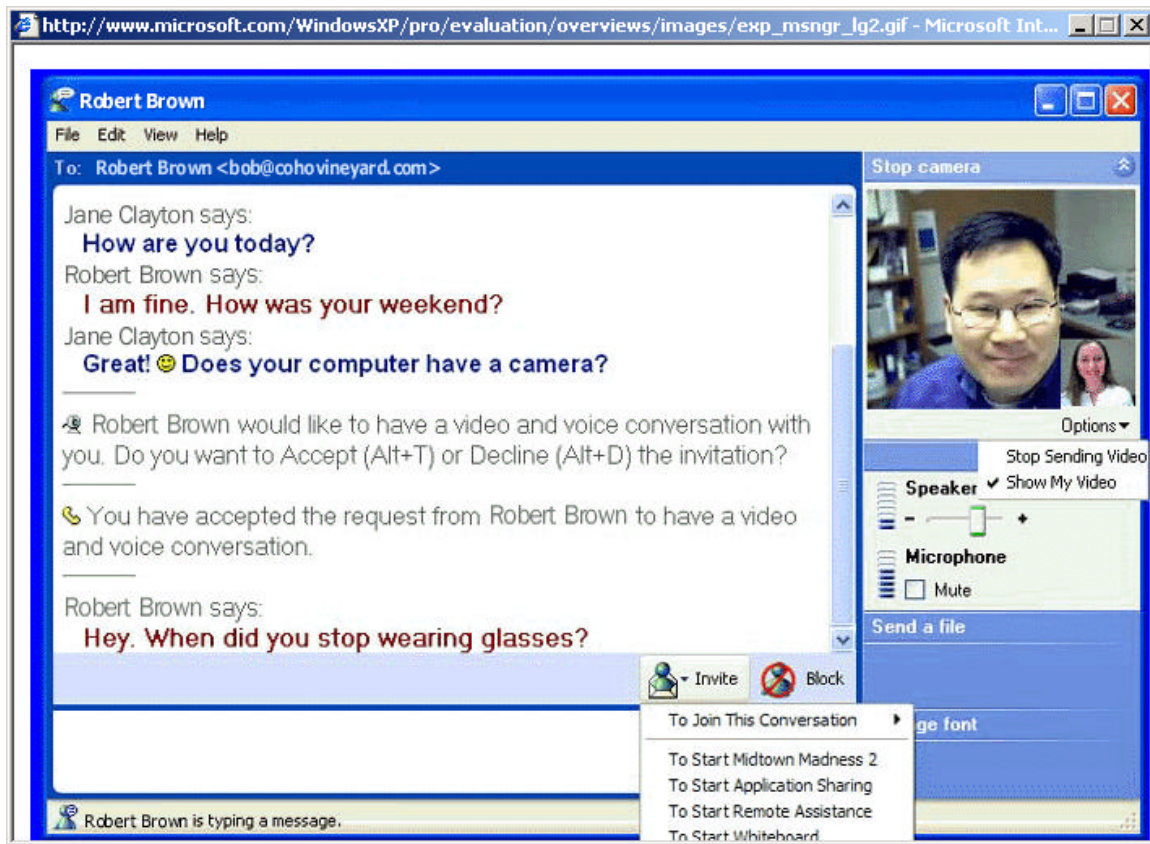 http://www.microsoft.com/WindowsXP/pro/evaluation/overviews/images/exp_msngr_lg2.gif - Microsoft Int...
Robert Brown
File Edit View Help
To: Robert Brown <bob@cohovineyard.com>
Stop camera
Jane Clayton says:
How are you today?
Robert Brown says:
I am fine. How was your weekend?
Jane Clayton says:
Great! Does your computer have a camera?
Robert Brown would like to have a video and voice conversation with
you. Do you want to Accept (Alt+T) or Decline (Alt+D) the invitation?
You have accepted the request from Robert Brown to have a video
and voice conversation.
Robert Brown says:
Hey. When did you stop wearing glasses?
Options
Stop Sending Video
Show My Video
Speaker
- +
Microphone
Mute
Send a file
Invite Block
To Join This Conversation
ge font
To Start Midtown Madness 2
To Start Application Sharing
To Start Remote Assistance
To Start Whiteboard
Robert Brown is typing a message.